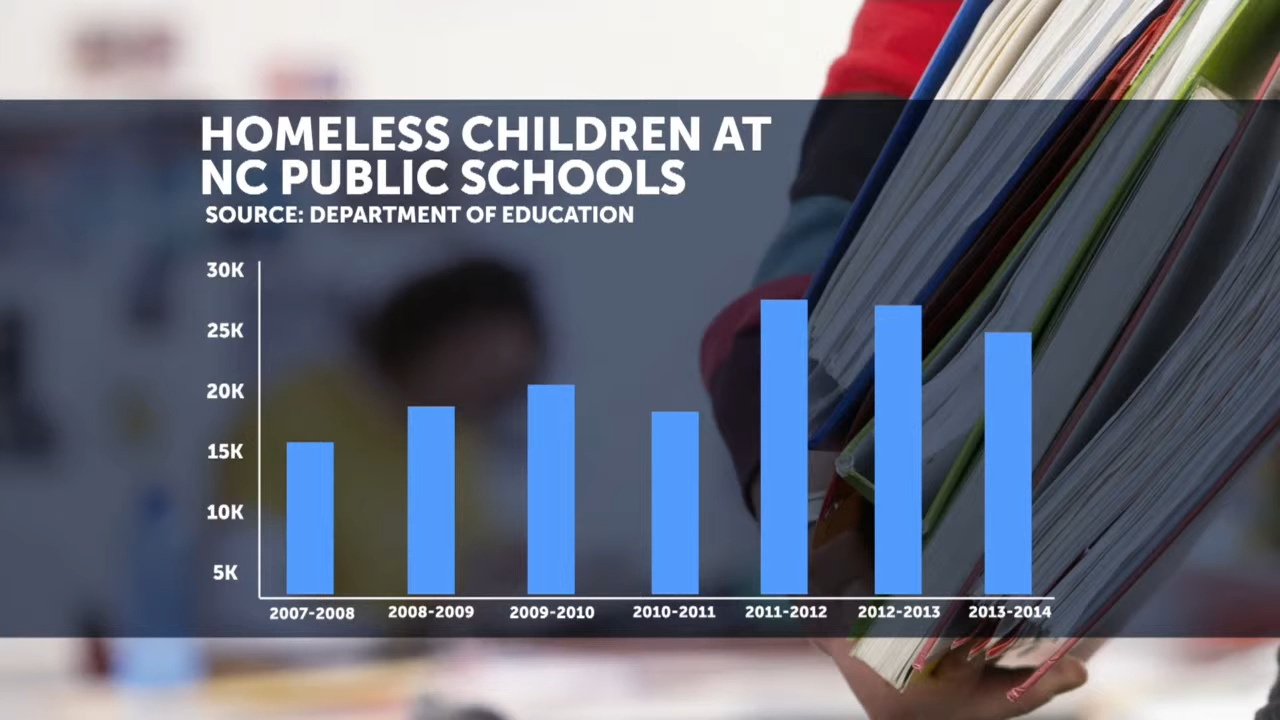 HOMELESS CHILDREN AT
NC PUBLIC SCHOOLS
SOURCE: DEPARTMENT OF EDUCATION
30K
25K
20K
15K
10K
5K
2007-2008 2008-2009 2009-2010 2010-2011 2011-2012 2012-2013 2013-2014